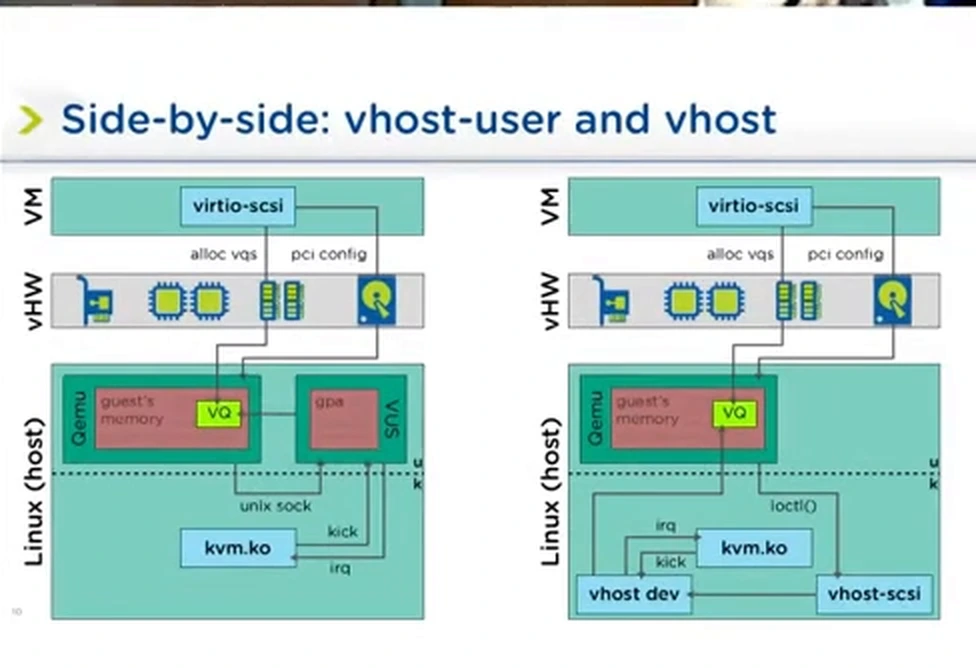 Side-by-side: vhost-user and vhost
VM
virtio-scsi
alloc vqs
pci config
vHW
Linux (host)
Qemu
guest's
memory
VQ
gpa
VUS
u
k
unix sock
kvm.ko
kick
irq
VM
virtio-scsi
alloc vqs
pci config
vHW
Linux (host)
Qemu
guest's
memory
VQ
u
k
ioctl()
irq
kvm.ko
kick
vhost dev
vhost-scsi
10